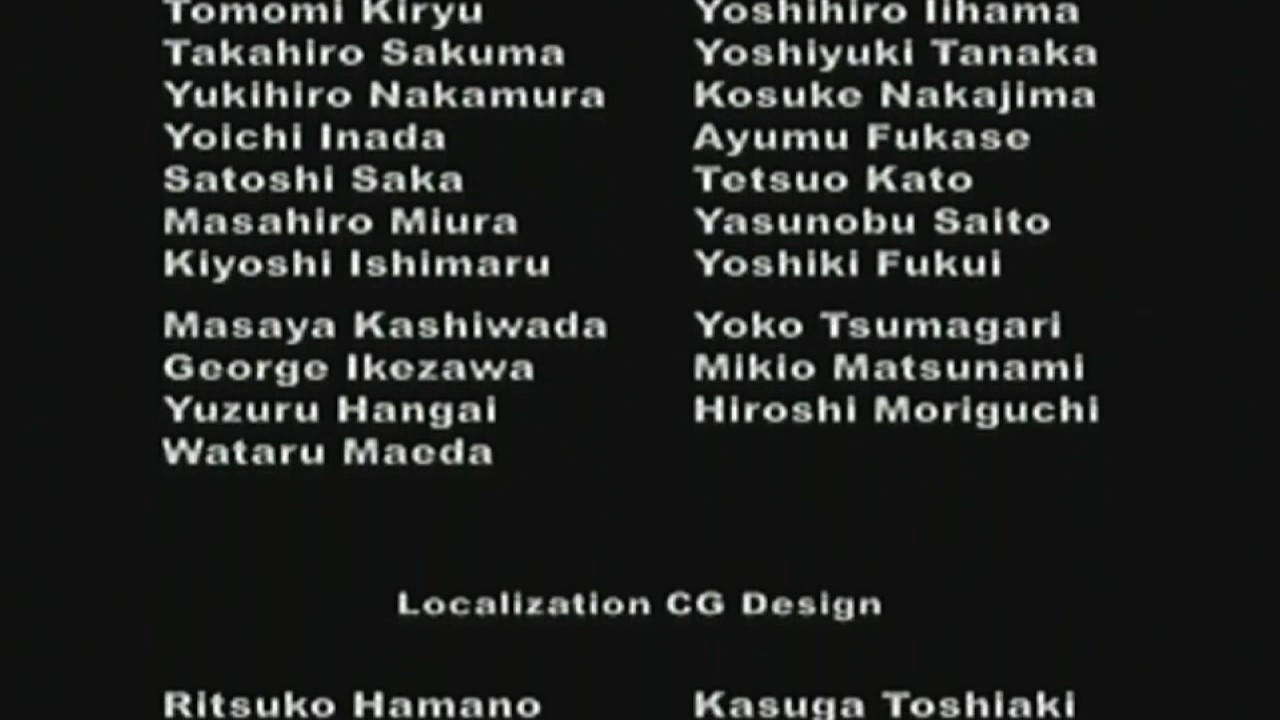 Tomomi Kiryu Yoshihiro Iihama
Takahiro Sakuma Yoshiyuki Tanaka
Yukihiro Nakamura Kosuke Nakajima
Yoichi Inada Ayumu Fukase
Satoshi Saka Tetsuo Kato
Masahiro Miura Yasunobu Saito
Kiyoshi Ishimaru Yoshiki Fukui
Masaya Kashiwada Yoko Tsumagari
George Ikezawa Mikio Matsunami
Yuzuru Hangai Hiroshi Moriguchi
Wataru Maeda
Localization CG Design
Ritsuko Hamano Kasuga Toshiaki